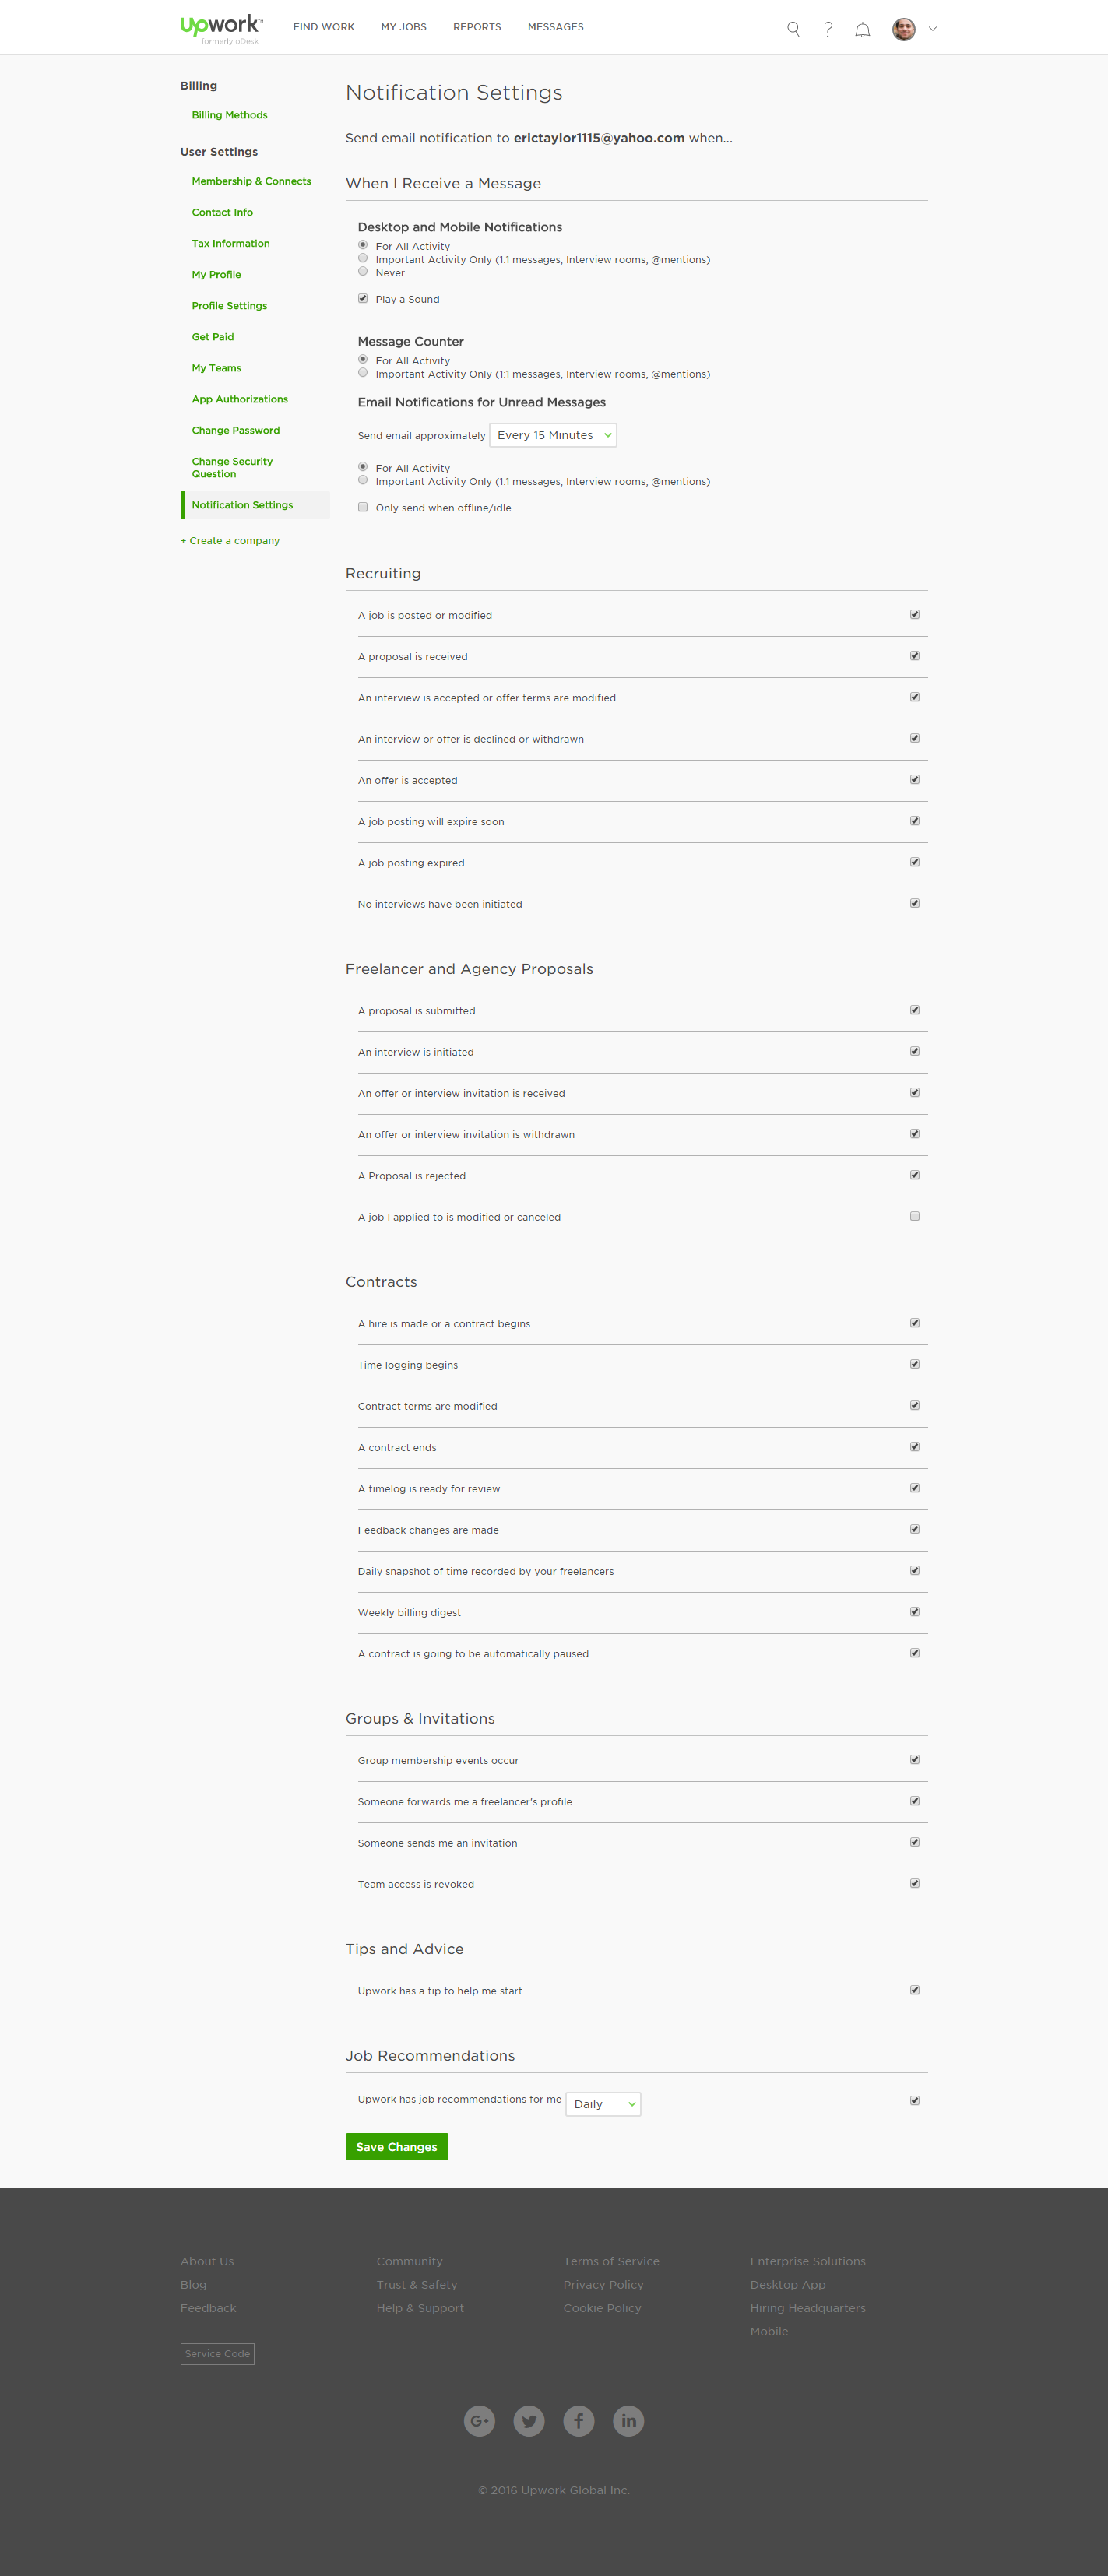 Upwork™
formerly oDesk
FIND WORK
MY JOBS
REPORTS
MESSAGES
Billing
Billing Methods
User Settings
Membership & Connects
Contact Info
Tax Information
My Profile
Profile Settings
Get Paid
My Teams
App Authorizations
Change Password
Change Security
Question
Notification Settings
+ Create a company
Notification Settings
Send email notification to erictaylor1115@yahoo.com when...
When I Receive a Message
Desktop and Mobile Notifications
For All Activity
Important Activity Only (1:1 messages, Interview rooms, @mentions)
Never
Play a Sound
Message Counter
For All Activity
Important Activity Only (1:1 messages, Interview rooms, @mentions)
Email Notifications for Unread Messages
Send email approximately Every 15 Minutes
For All Activity
Important Activity Only (1:1 messages, Interview rooms, @mentions)
Only send when offline/idle
Recruiting
A job is posted or modified
A proposal is received
An interview is accepted or offer terms are modified
An interview or offer is declined or withdrawn
An offer is accepted
A job posting will expire soon
A job posting expired
No interviews have been initiated
Freelancer and Agency Proposals
A proposal is submitted
An interview is initiated
An offer or interview invitation is received
An offer or interview invitation is withdrawn
A Proposal is rejected
A job I applied to is modified or canceled
Contracts
A hire is made or a contract begins
Time logging begins
Contract terms are modified
A contract ends
A timelog is ready for review
Feedback changes are made
Daily snapshot of time recorded by your freelancers
Weekly billing digest
A contract is going to be automatically paused
Groups & Invitations
Group membership events occur
Someone forwards me a freelancer's profile
Someone sends me an invitation
Team access is revoked
Tips and Advice
Upwork has a tip to help me start
Job Recommendations
Upwork has job recommendations for me Daily
Save Changes
About Us
Blog
Feedback
Community
Trust & Safety
Help & Support
Terms of Service
Privacy Policy
Cookie Policy
Enterprise Solutions
Desktop App
Hiring Headquarters
Mobile
Service Code
G+
f
in
© 2016 Upwork Global Inc.